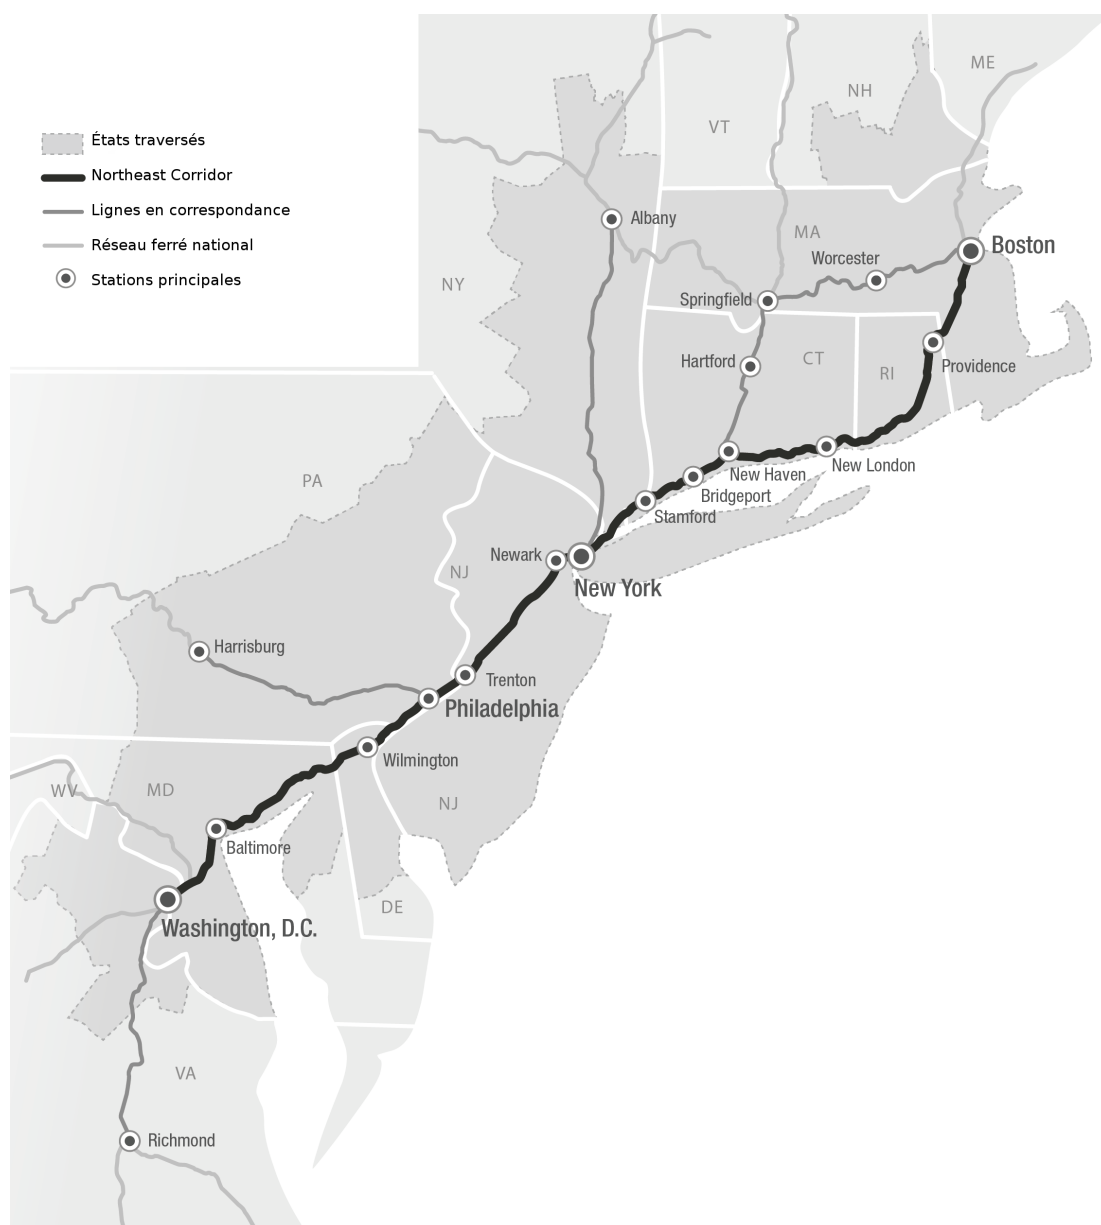 États traversés
Northeast Corridor
Lignes en correspondance
Réseau ferré national
Stations principales
ME
NH
VT
Albany
MA
Boston
Worcester
NY
Springfield
Hartford
CT
RI
Providence
PA
New London
New Haven
Bridgeport
Stamford
Newark
NJ
New York
Harrisburg
Trenton
Philadelphia
Wilmington
WV
MD
NJ
Baltimore
DE
Washington, D.C.
VA
Richmond